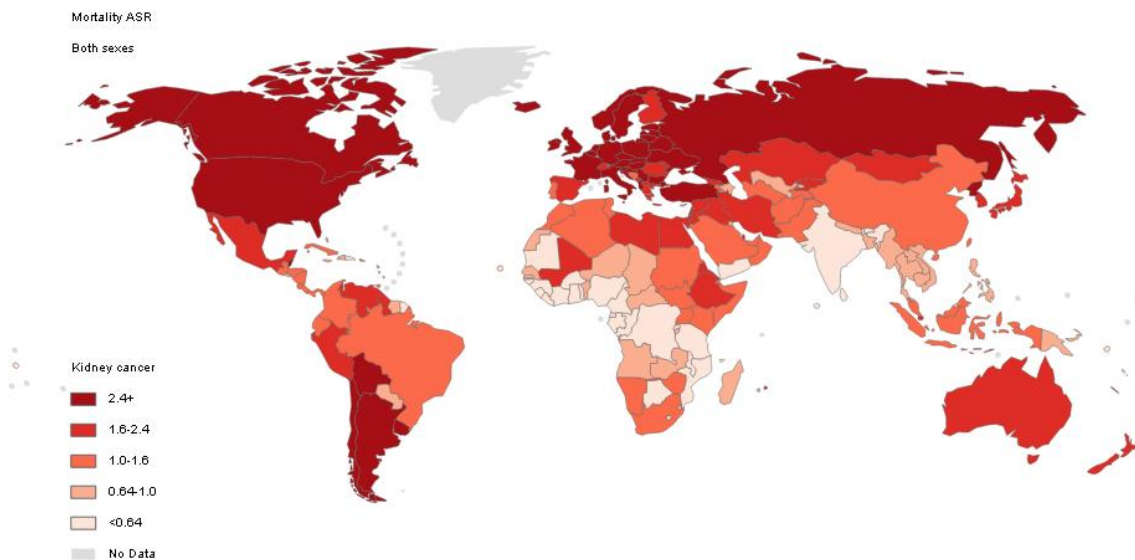 Mortality ASR
Both sexes
Kidney cancer
2.4+
1.6-2.4
1.0-1.6
0.64-1.0
<0.64
No Data